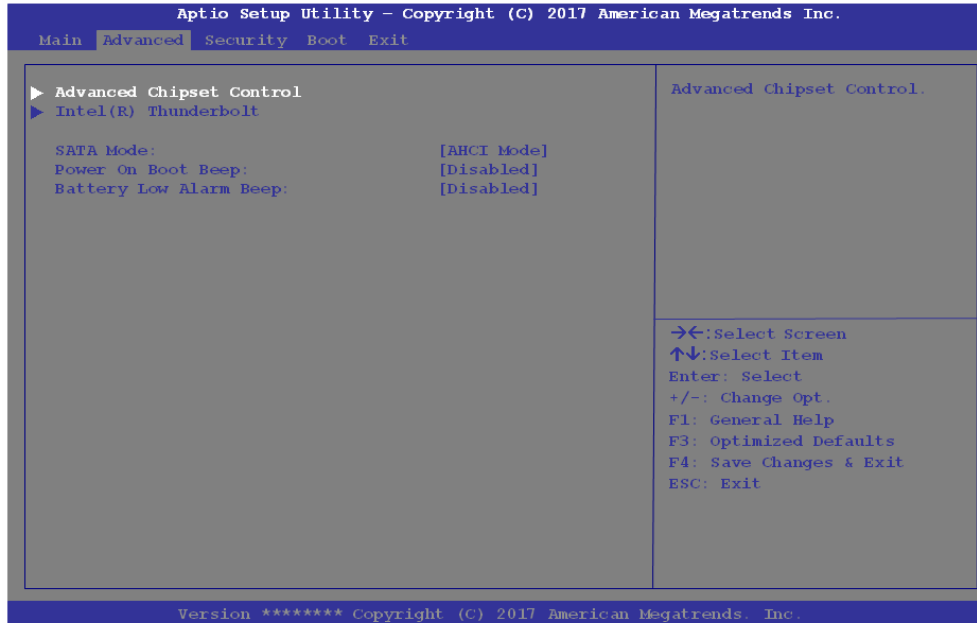 Aptio Setup Utility – Copyright (C) 2017 American Megatrends Inc.
Main Advanced Security Boot Exit
▶ Advanced Chipset Control
▶ Intel(R) Thunderbolt
SATA Mode: [AHCI Mode]
Power On Boot Beep: [Disabled]
Battery Low Alarm Beep: [Disabled]
Advanced Chipset Control.
→←:Select Screen
↑↓:Select Item
Enter: Select
+/-: Change Opt.
F1: General Help
F3: Optimized Defaults
F4: Save Changes & Exit
ESC: Exit
Version ******** Copyright (C) 2017 American Megatrends. Inc.